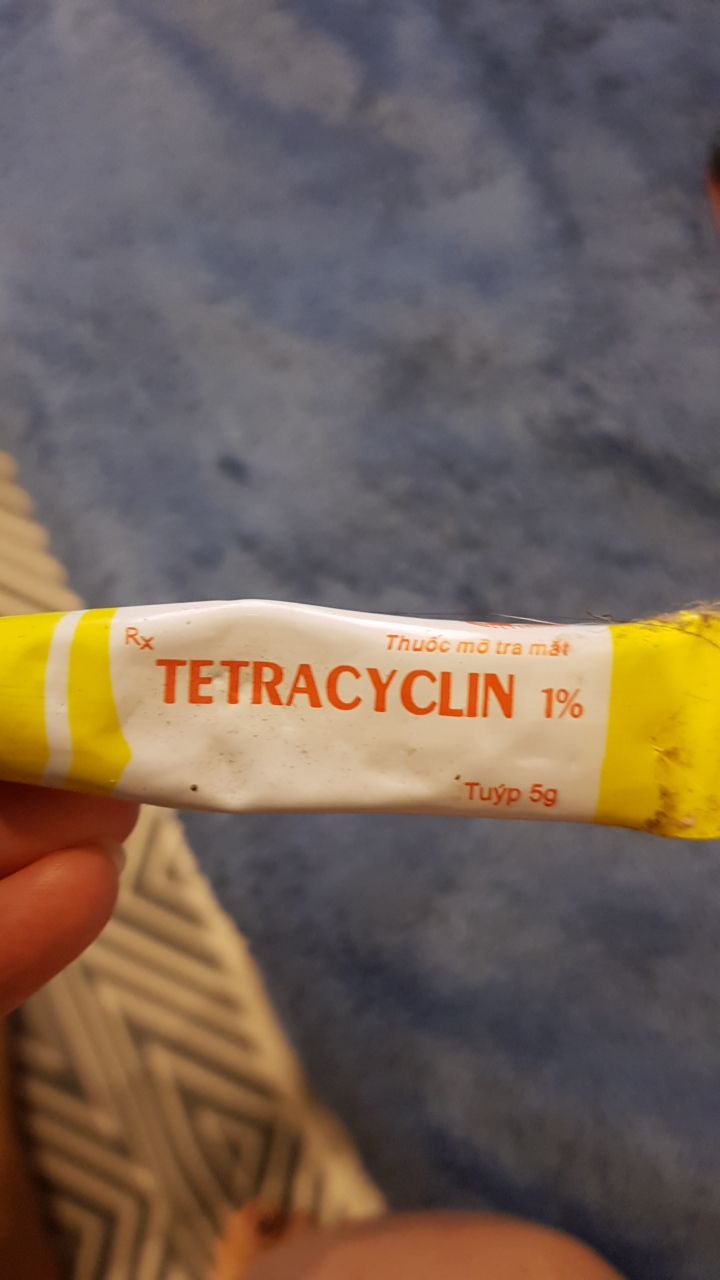 Rx
Thuốc mỡ tra mắt
TETRACYCLIN 1%
Tuýp 5g